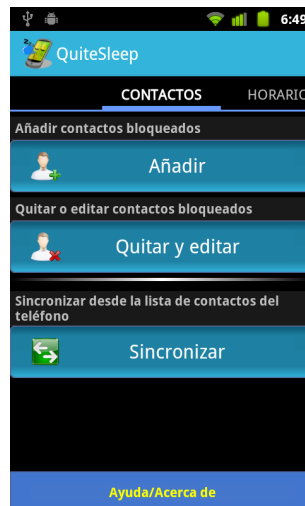 6:49
QuiteSleep
CONTACTOS HORARIO
Añadir contactos bloqueados
Añadir
Quitar o editar contactos bloqueados
Quitar y editar
Sincronizar desde la lista de contactos del
teléfono
Sincronizar
Ayuda/Acerca de